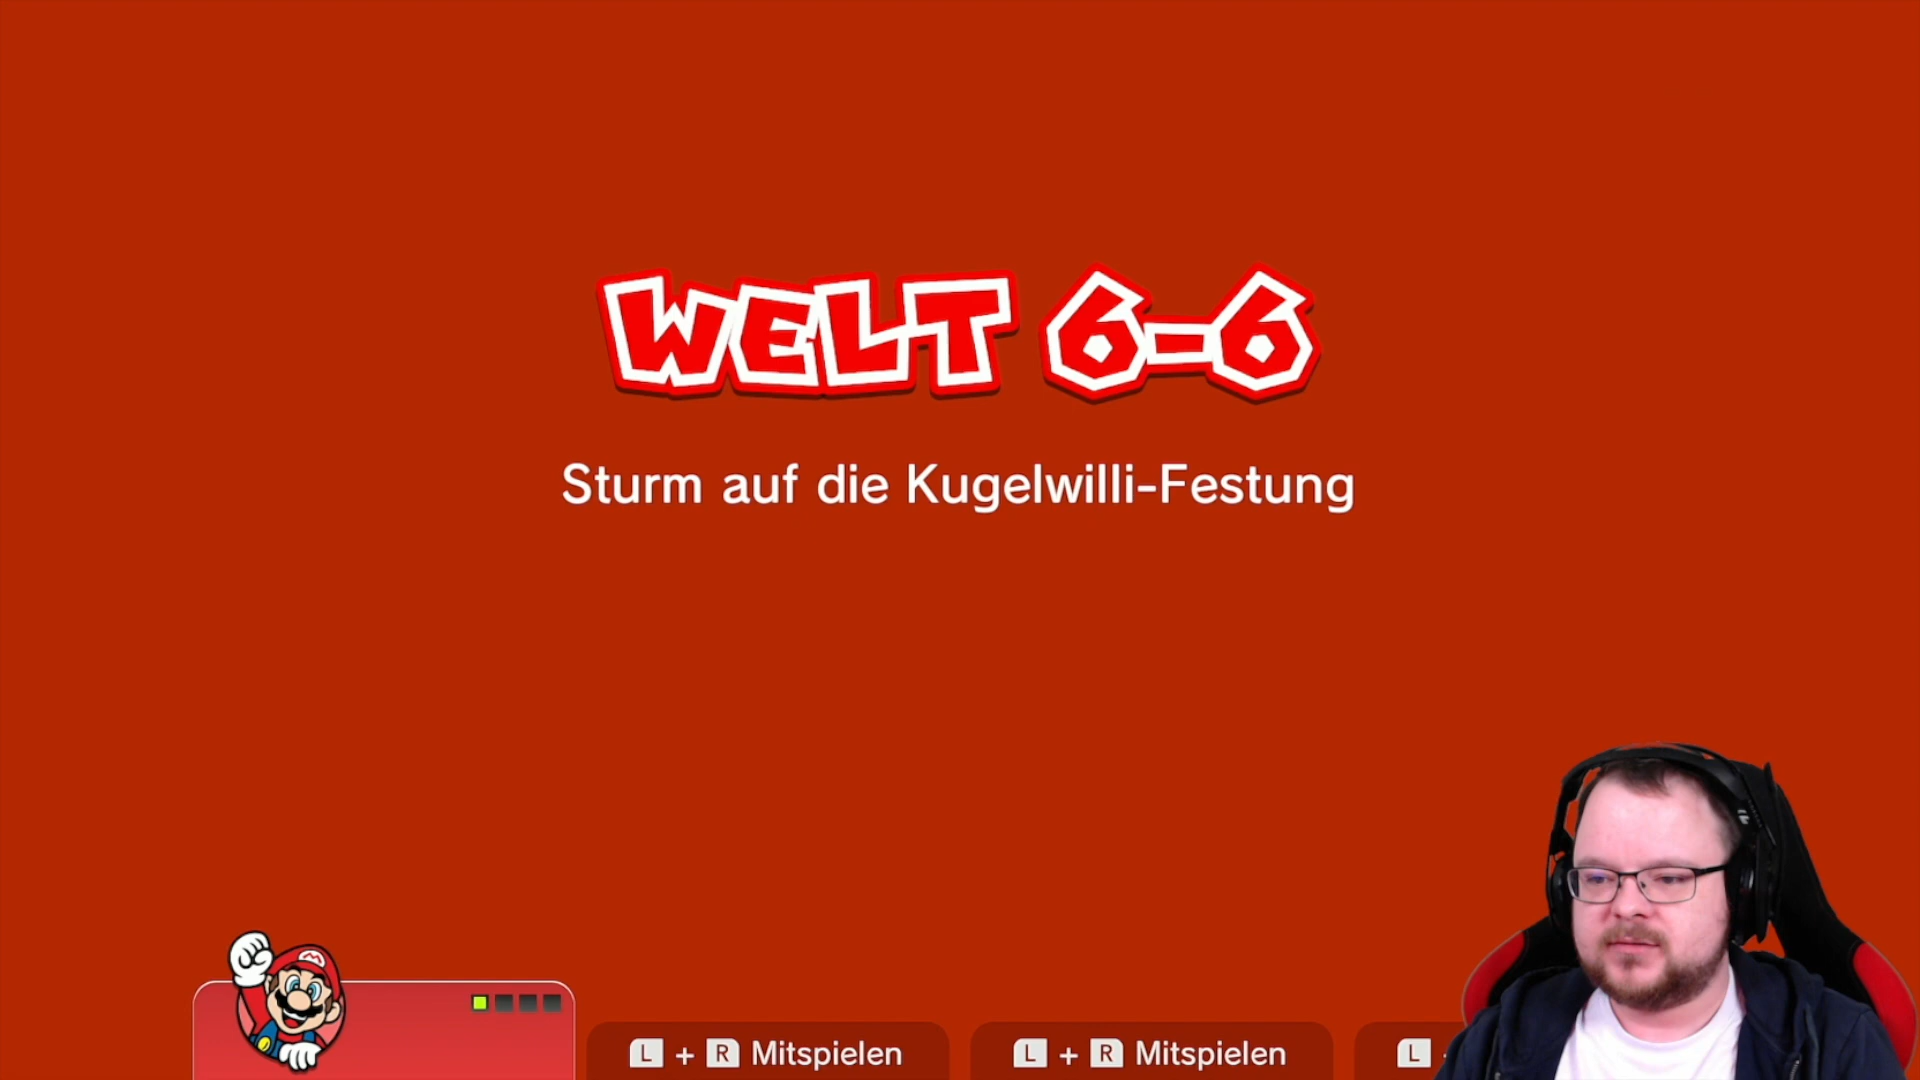 WELT 6-6
Sturm auf die Kugelwilli-Festung
L + R Mitspielen
L + R Mitspielen
L